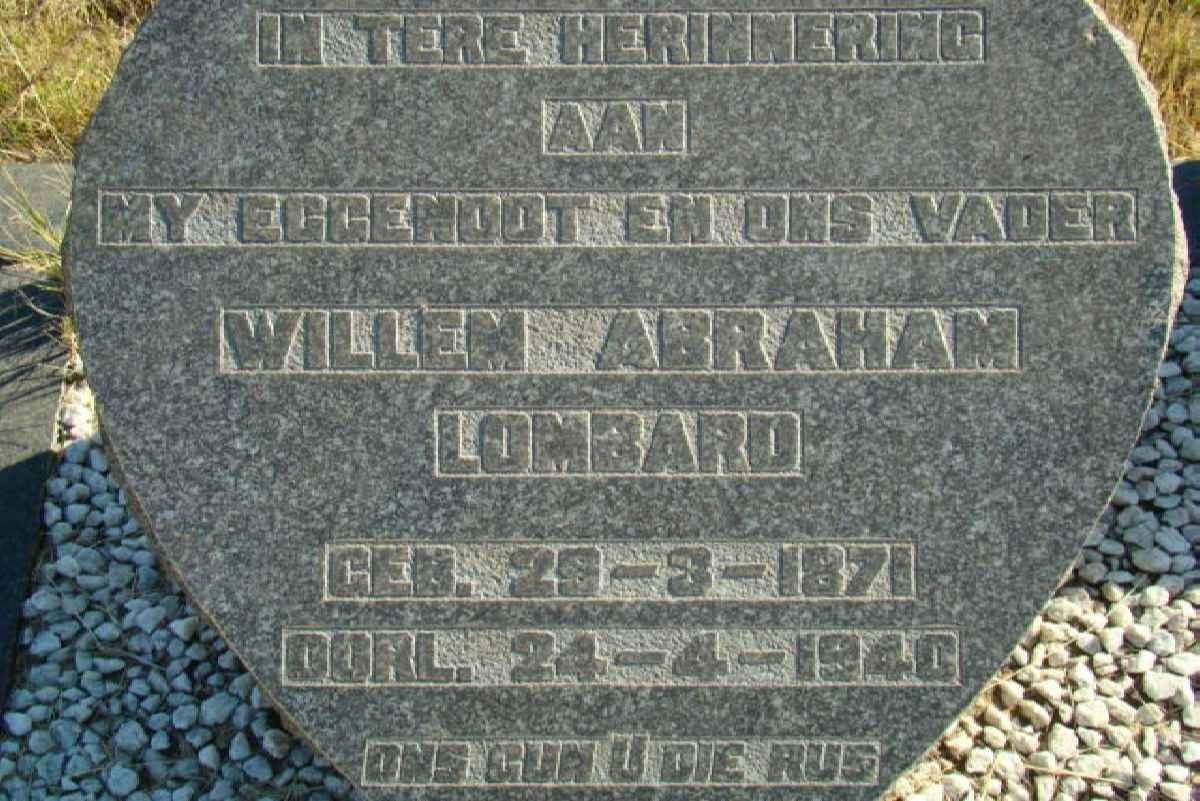 IN TERE HERINNERING
AAN
MY EGGENOOT EN ONS VADER
WILLEM ABRAHAM
LOMBARD
GEB. 29-3-1871
OORL. 24-4-1940
ONS GUN U DIE RUS